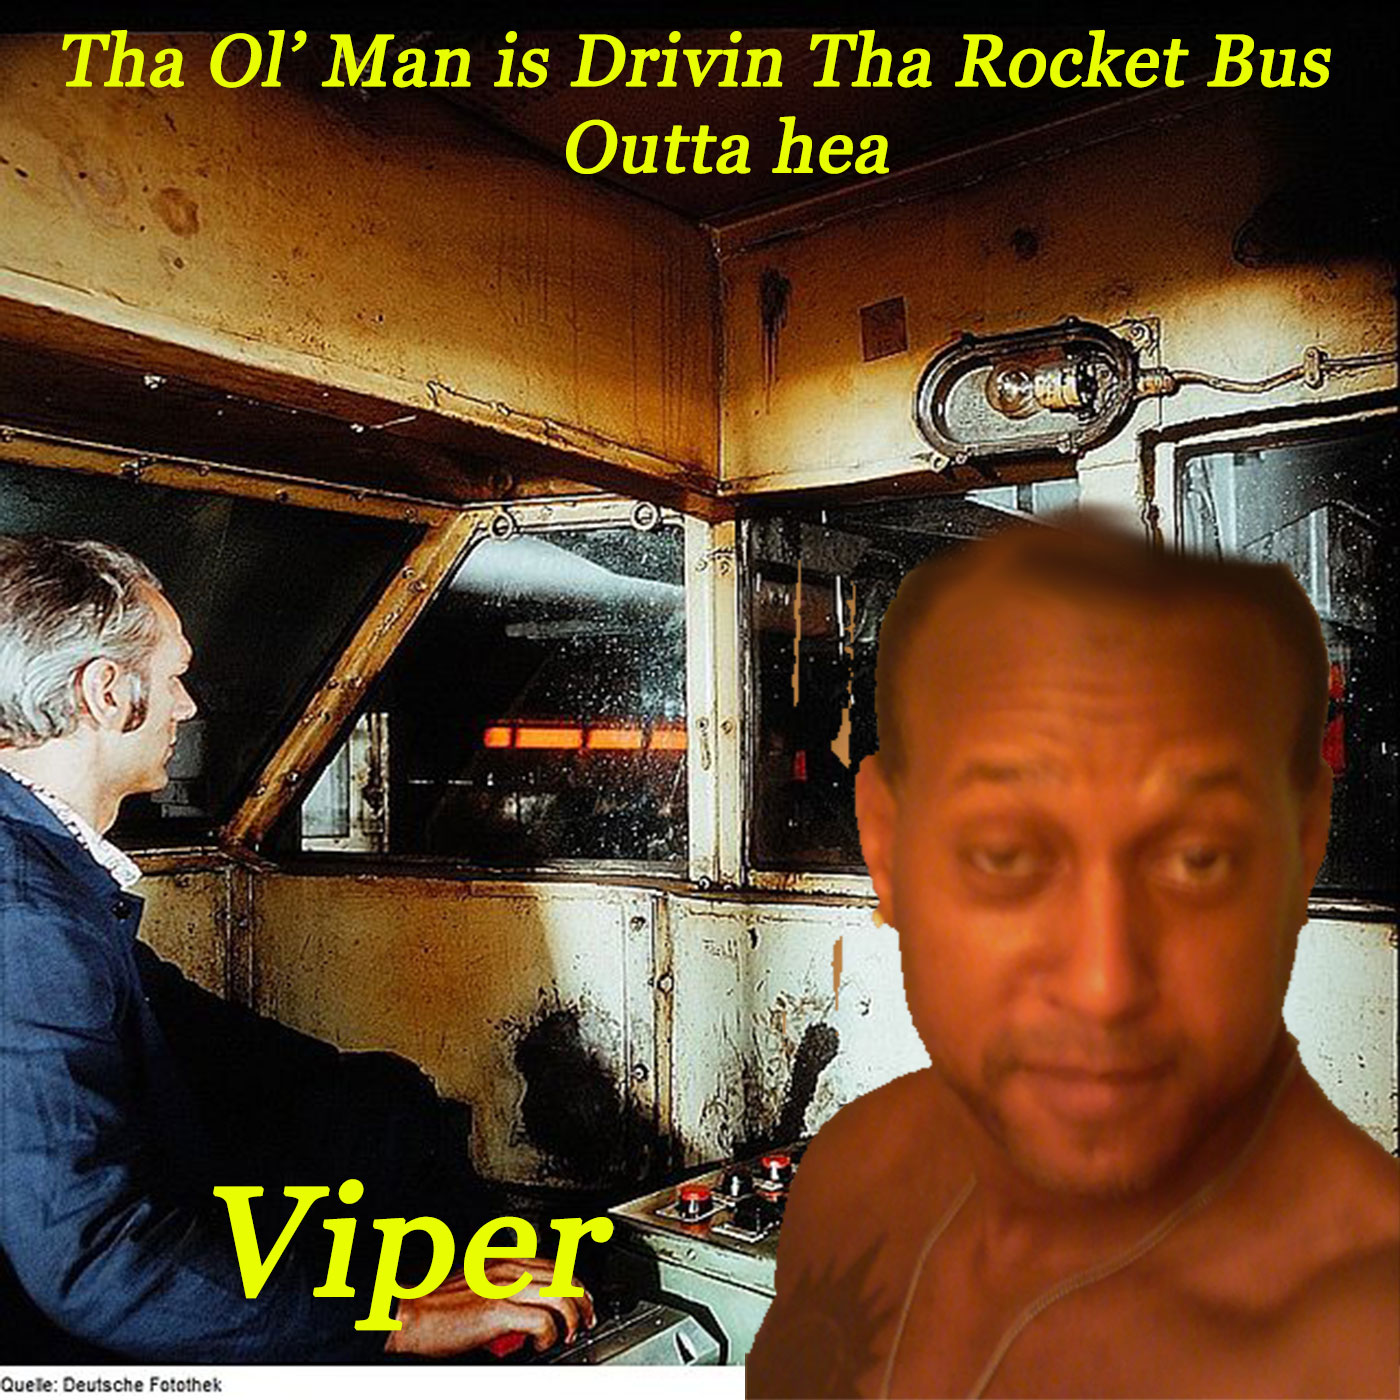 Tha Ol’ Man is Drivin Tha Rocket Bus
Outta hea
Viper
Quelle: Deutsche Fotothek